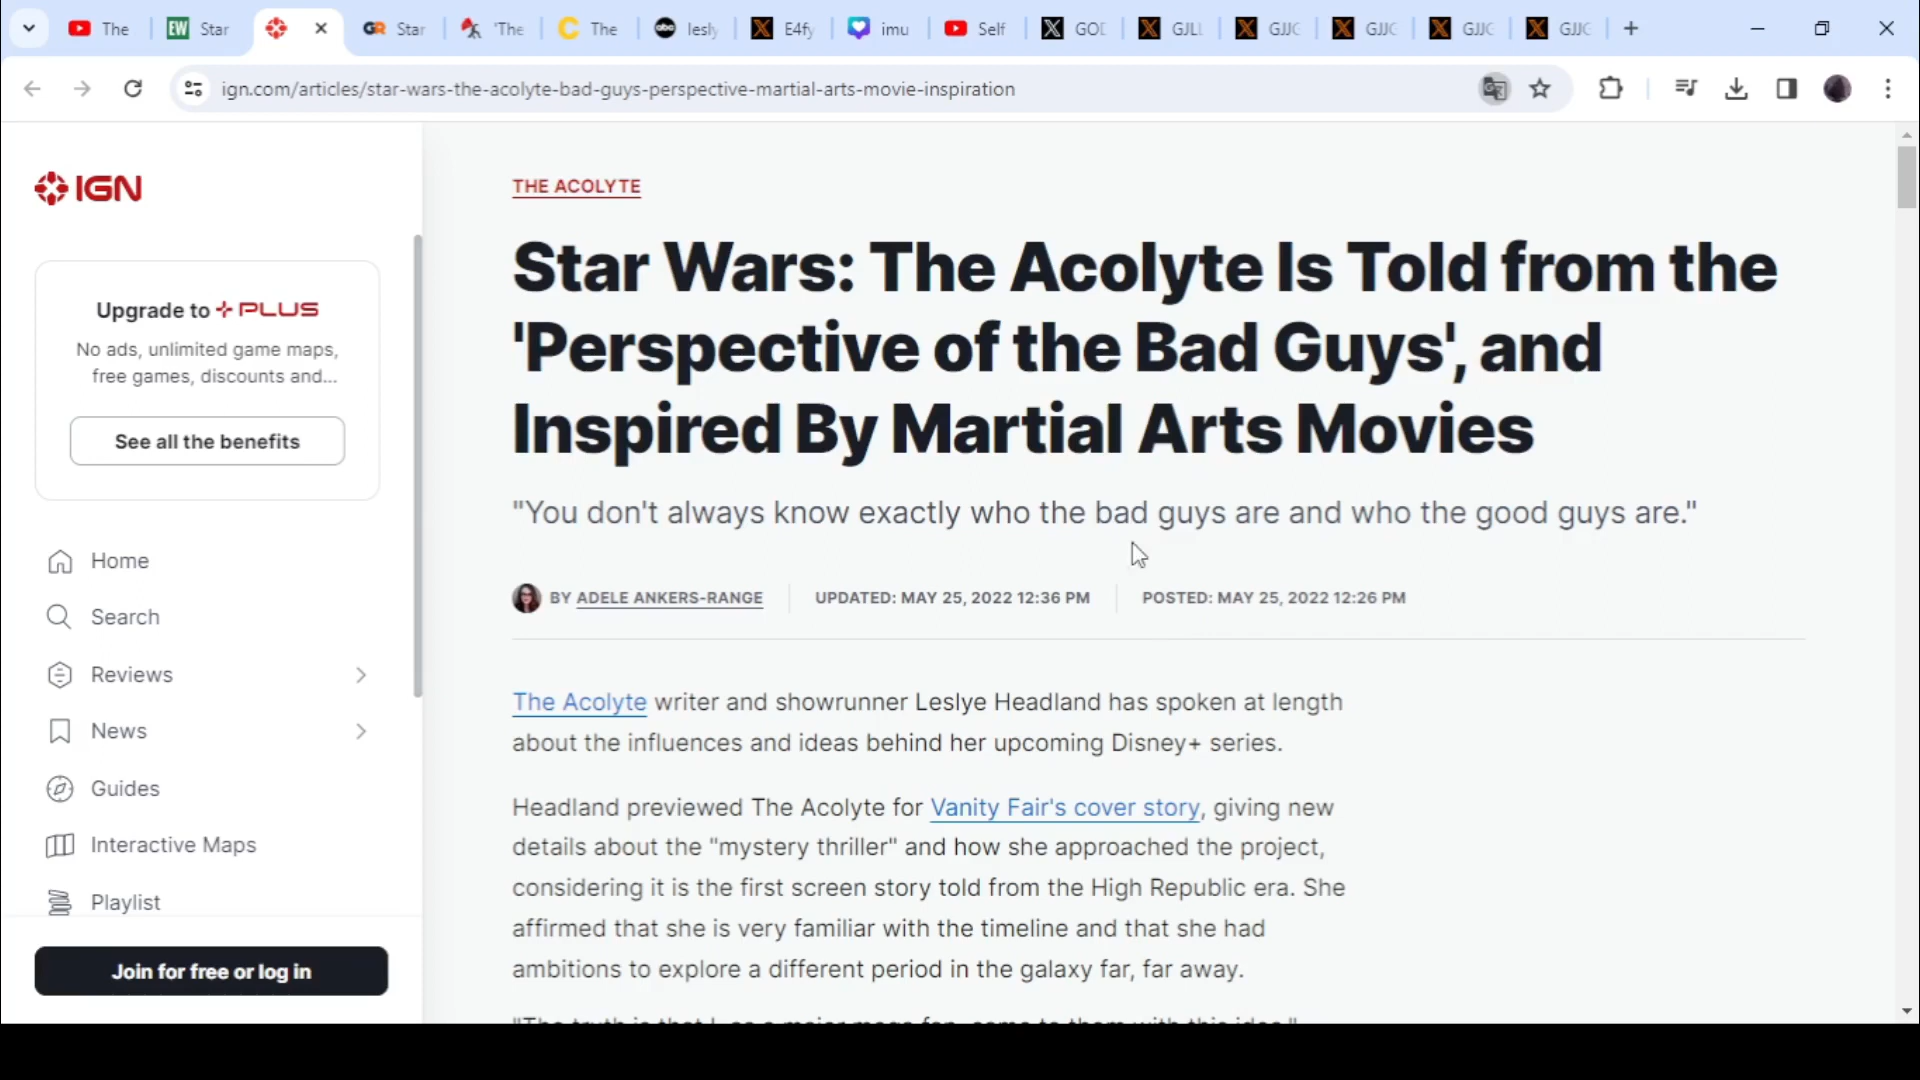 The
Star
Star
'The
The
lesly
E4fy
imu
Self
GJJC
GJJC
GJJC
GJJC
ign.com/articles/star-wars-the-acolyte-bad-guys-perspective-martial-arts-movie-inspiration
IGN
Upgrade to PLUS
No ads, unlimited game maps,
free games, discounts and...
See all the benefits
Home
Search
Reviews
News
Guides
Interactive Maps
Playlist
Join for free or log in
THE ACOLYTE
Star Wars: The Acolyte Is Told from the
'Perspective of the Bad Guys', and
Inspired By Martial Arts Movies
"You don't always know exactly who the bad guys are and who the good guys are."
BY ADELE ANKERS-RANGE
UPDATED: MAY 25, 2022 12:36 PM
POSTED: MAY 25, 2022 12:26 PM
The Acolyte writer and showrunner Leslye Headland has spoken at length
about the influences and ideas behind her upcoming Disney+ series.
Headland previewed The Acolyte for Vanity Fair's cover story, giving new
details about the "mystery thriller" and how she approached the project,
considering it is the first screen story told from the High Republic era. She
affirmed that she is very familiar with the timeline and that she had
ambitions to explore a different period in the galaxy far, far away.